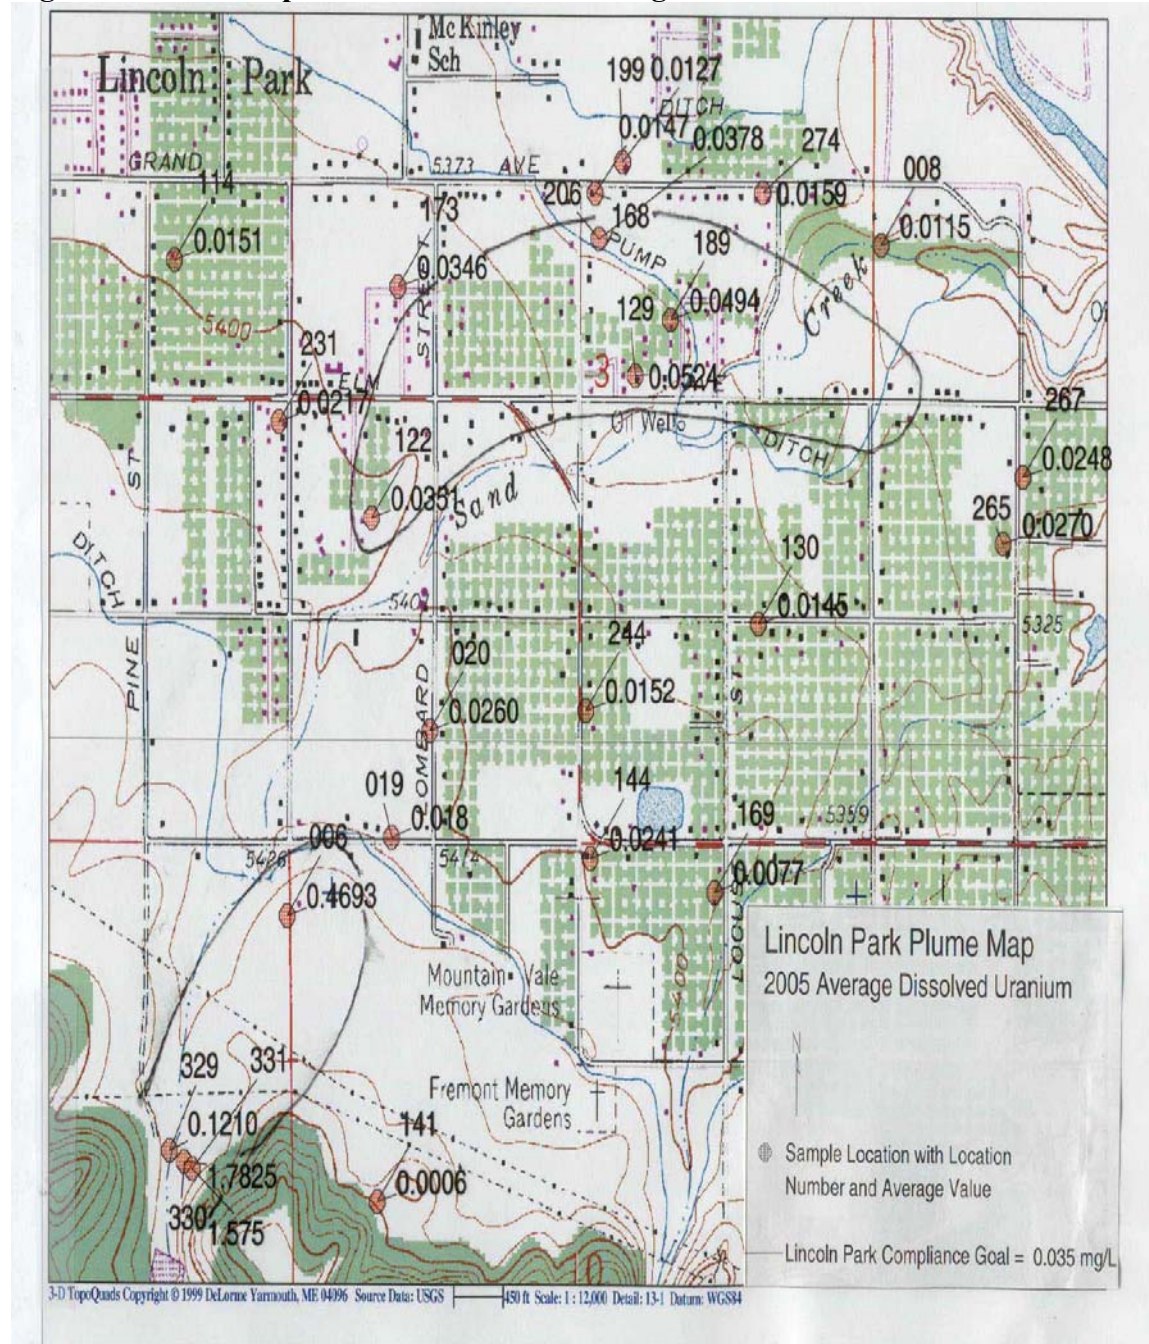 Mc Kinley
Sch
Lincoln Park
199 0.0127
DITCH
0.0147
0.0378
274
GRAND
5373 AVE
008
114
206
0.0159
173
168
0.0115
0.0151
PUMP
189
0.0346
STREET
Creek
129
0.0494
5400
231
3
0.0524
ELM
267
0.0217
122
Oil Wells
DITCH
ST
0.0248
Sand
0.0351
265
0.0270
DITCH
130
540
0.0145
244
5325
PINE
020
LOMBARD
0.0152
ST
0.0260
019
144
0.018
169
5359
006
0.0241
5426
5414
0.0077
0.4693
LOCUS
5400
Mountain Vale
Memory Gardens
Lincoln Park Plume Map
2005 Average Dissolved Uranium
N
329
331
Fremont Memory
Gardens
0.1210
141
1.7825
0.0006
330
1.575
10
Sample Location with Location
Number and Average Value
Lincoln Park Compliance Goal = 0.035 mg/L
3-D TopoQuads Copyright © 1999 DeLorme Yarmouth, ME 04096 Source Data: USGS 450 ft Scale: 1 : 12,000 Detail: 13-1 Datum: WGS84